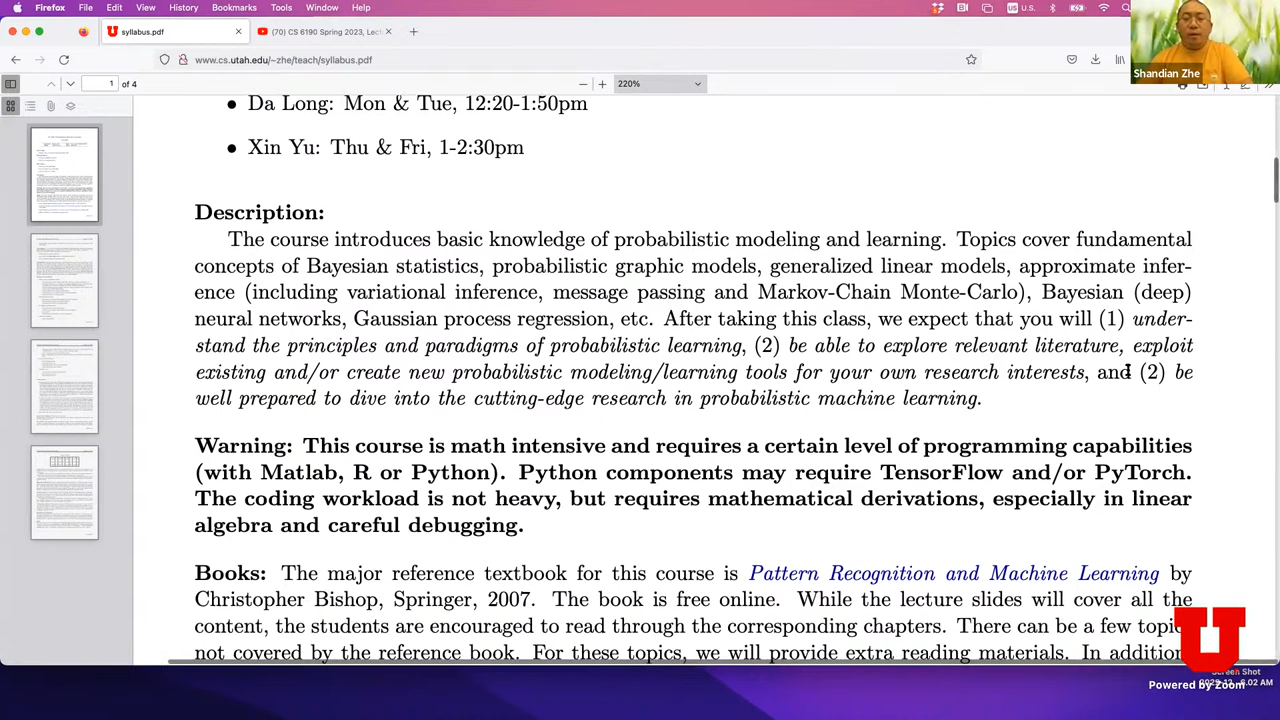 Firefox File Edit View History Bookmarks Tools Window Help U.S.
syllabus.pdf (70) CS 6190 Spring 2023, Lect
www.cs.utah.edu/~zhe/teach/syllabus.pdf
Shandian Zhe
1 of 4 220%
• Da Long: Mon & Tue, 12:20-1:50pm
• Xin Yu: Thu & Fri, 1-2:30pm
Description:
The course introduces basic knowledge of probabilistic modeling and learning. Topics cover fundamental
concepts of Bayesian statistics, probabilistic graphic models, generalized linear models, approximate infer-
ence (including variational inference, message passing and Markov-Chain Monte-Carlo), Bayesian (deep)
neural networks, Gaussian process regression, etc. After taking this class, we expect that you will (1) under-
stand the principles and paradigms of probabilistic learning, (2) be able to explore relevant literature, exploit
existing and/or create new probabilistic modeling/learning tools for your own research interests, and (2) be
well prepared to dive into the cutting-edge research in probabilistic machine learning.
Warning: This course is math intensive and requires a certain level of programming capabilities
(with Matlab, R or Python). Python components may require TensorFlow and/or PyTorch.
The coding workload is not heavy, but requires mathematical derivations, especially in linear
algebra and careful debugging.
Books: The major reference textbook for this course is Pattern Recognition and Machine Learning by
Christopher Bishop, Springer, 2007. The book is free online. While the lecture slides will cover all the
content, the students are encouraged to read through the corresponding chapters. There can be a few topic
not covered by the reference book. For these topics, we will provide extra reading materials. In addition
Screen Shot
Powered by Zoom